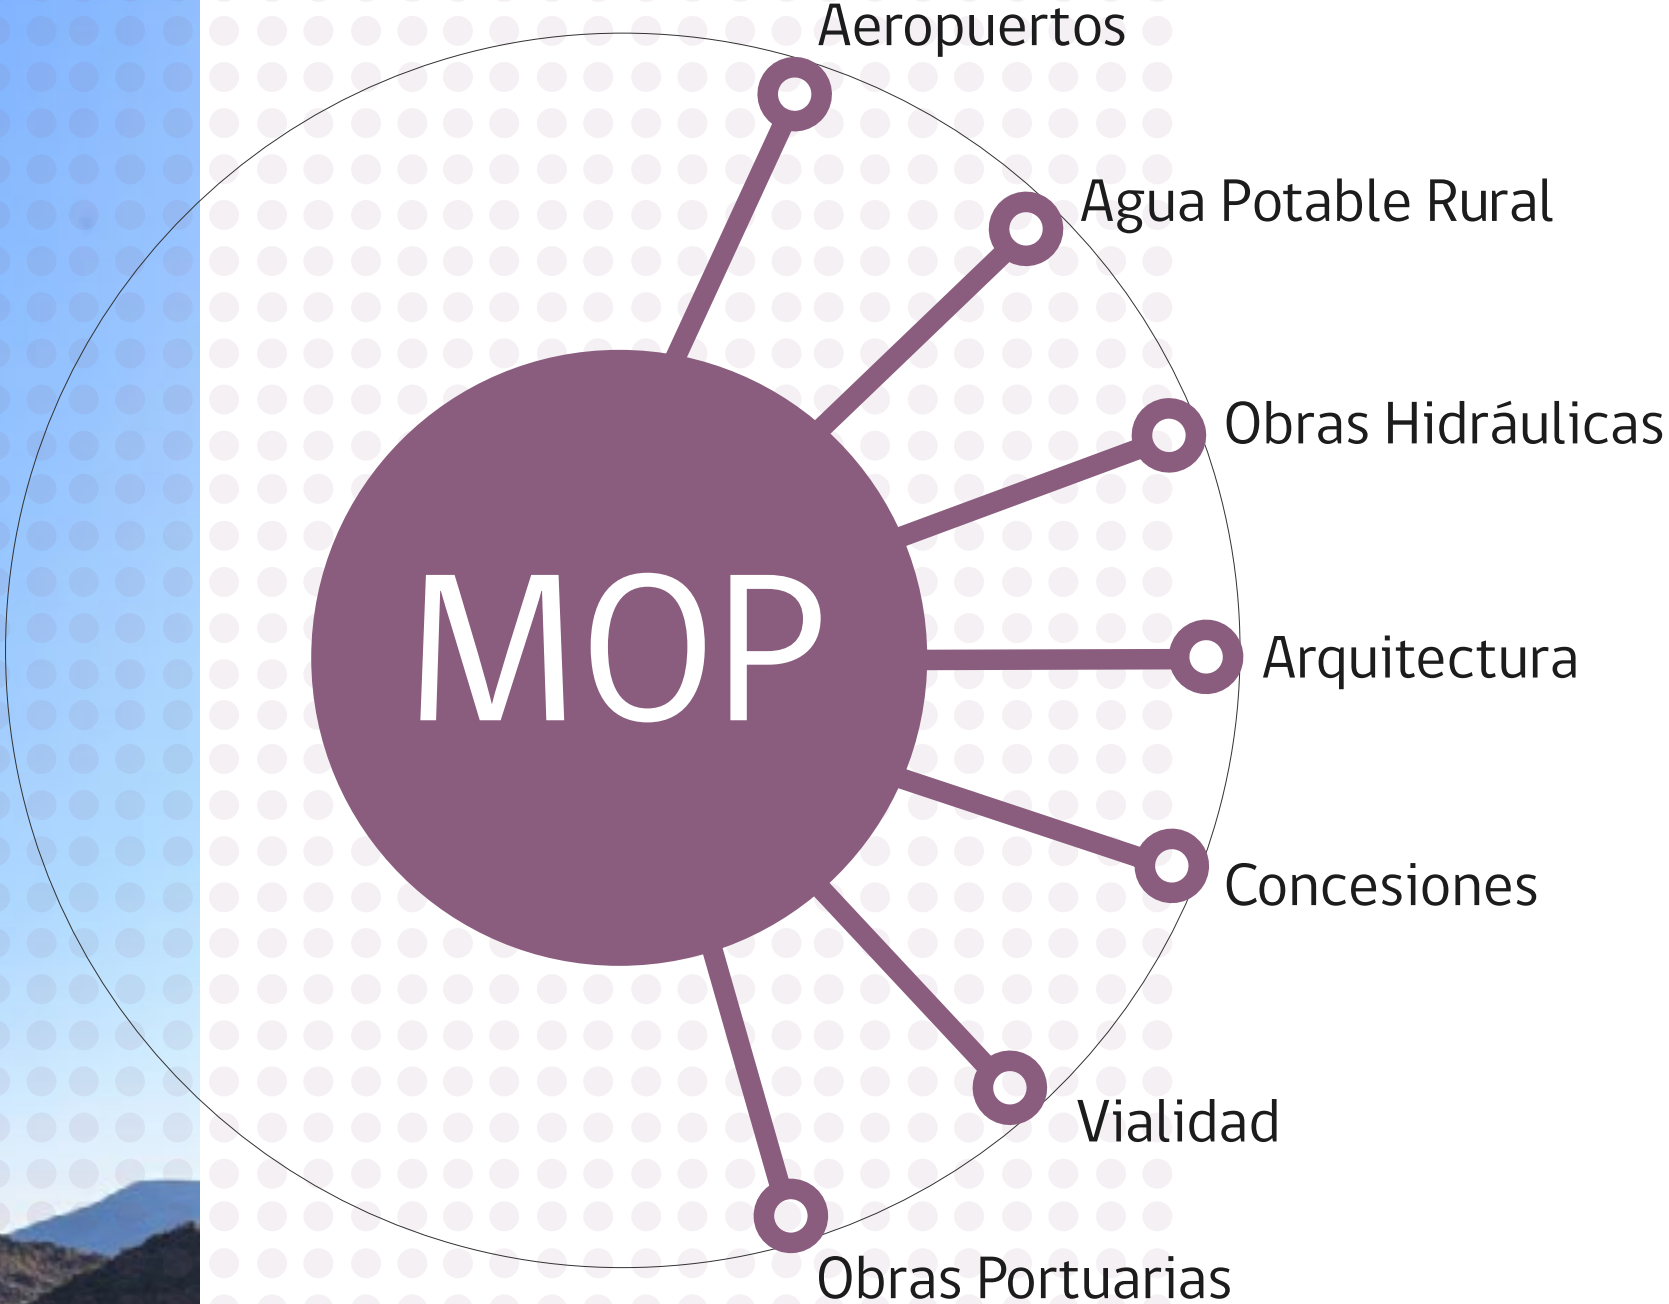 Aeropuertos
Agua Potable Rural
Obras Hidráulicas
MOP
Arquitectura
Concesiones
Vialidad
Obras Portuarias